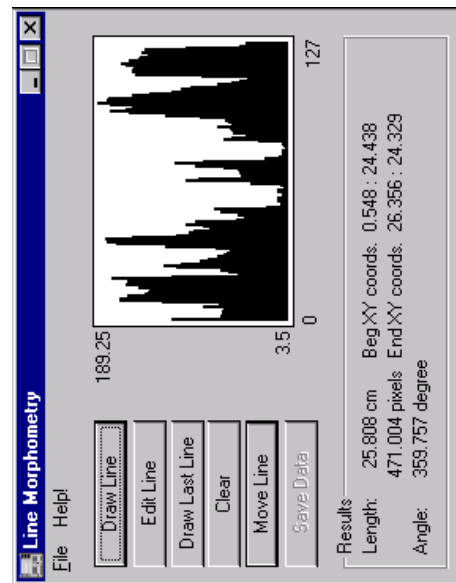 Line Morphometry
File Help!
Draw Line
Edit Line
Draw Last Line
Clear
Move Line
Save Data
189.25
3.5
0 127
Results
Length: 25.808 cm Beg XY coords. 0.548 : 24.438
471.004 pixels End XY coords. 26.356 : 24.329
Angle: 359.757 degree